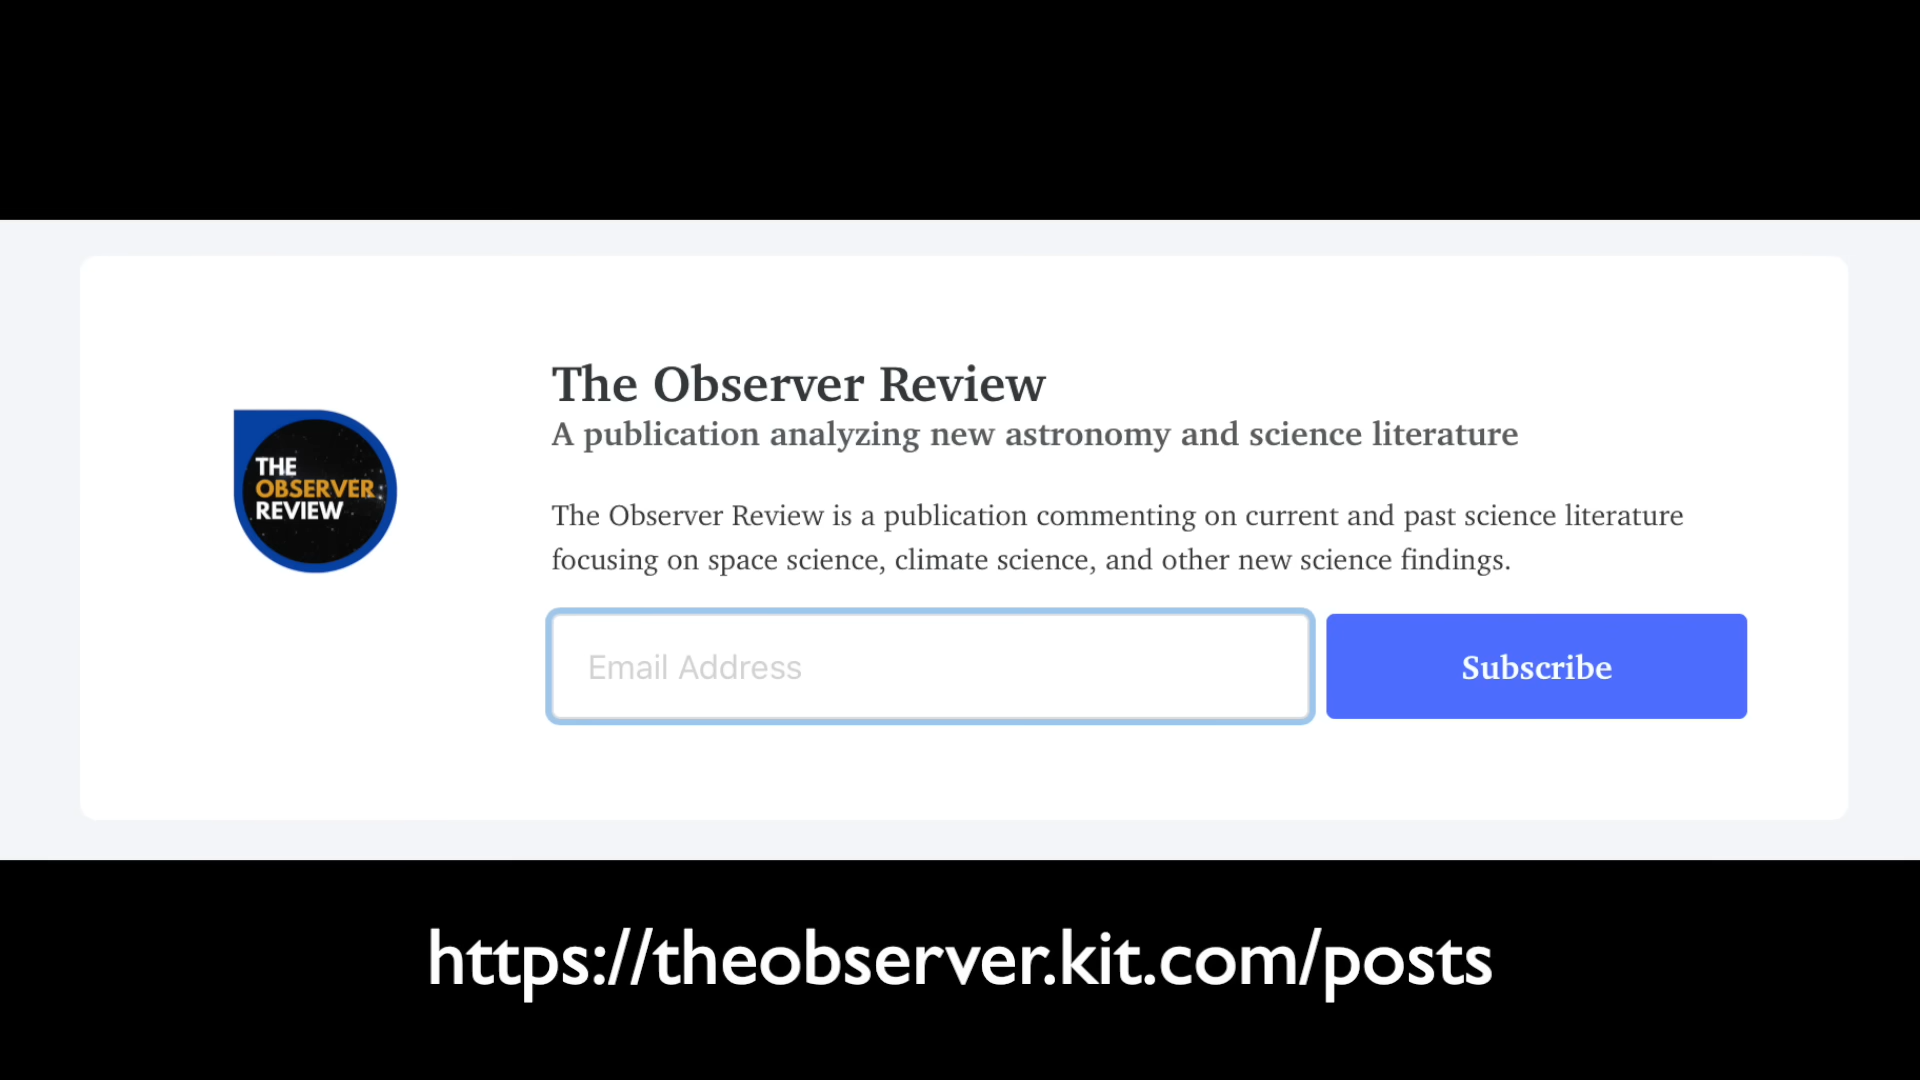 The Observer Review
A publication analyzing new astronomy and science literature
THE
OBSERVER
REVIEW
The Observer Review is a publication commenting on current and past science literature
focusing on space science, climate science, and other new science findings.
Email Address
Subscribe
https://theobserver.kit.com/posts